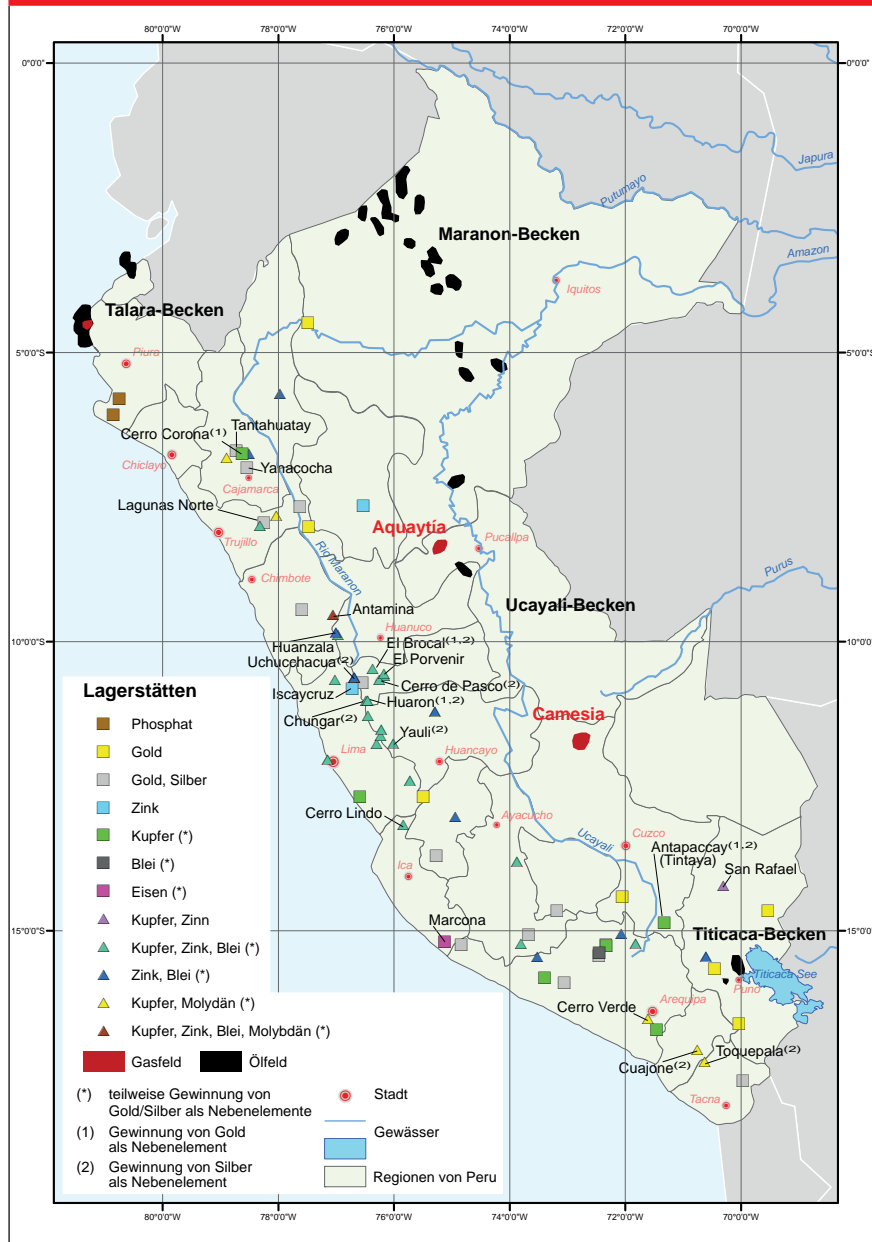 80°0'0"W 78°0'0"W 76°0'0"W 74°0'0"W 72°0'0"W 70°0'0"W
0°0'0" 0°0'0"
Japura
Putumayo
Maranon-Becken
Amazon
Iquitos
Talara-Becken
5°0'0"S 5°0'0"S
Piura
Tantahuatay
Cerro Corona(1)
Chiclayo
Yanacocha
Cajamarca
Lagunas Norte
Aquaytía
Trujillo
Pucallpa
Rio Maranon
Chimbote
Purus
Ucayali-Becken
Antamina
Huanuco
10°0'0"S 10°0'0"S
Huanzala
El Brocal(1,2)
Uchucchacua(2)
El Porvenir
Iscaycruz
Cerro de Pasco(2)
Huaron(1,2)
Chungar(2)
Camesia
Yauli(2)
Lima
Huancayo
Cerro Lindo
Ayacucho
Ucayali
Cuzco
Antapaccay(1,2)
(Tintaya)
San Rafael
Ica
Marcona
15°0'0"S 15°0'0"S
Titicaca-Becken
Titicaca See
Puno
Arequipa
Cerro Verde
Toquepala(2)
Cuajone(2)
Tacna
Lagerstätten
Phosphat
Gold
Gold, Silber
Zink
Kupfer (*)
Blei (*)
Eisen (*)
Kupfer, Zinn
Kupfer, Zink, Blei (*)
Zink, Blei (*)
Kupfer, Molydän (*)
Kupfer, Zink, Blei, Molybdän (*)
Gasfeld Ölfeld
(*) teilweise Gewinnung von
Gold/Silber als Nebenelemente
(1) Gewinnung von Gold
als Nebenelement
(2) Gewinnung von Silber
als Nebenelement
Stadt
Gewässer
Regionen von Peru
80°0'0"W 78°0'0"W 76°0'0"W 74°0'0"W 72°0'0"W 70°0'0"W